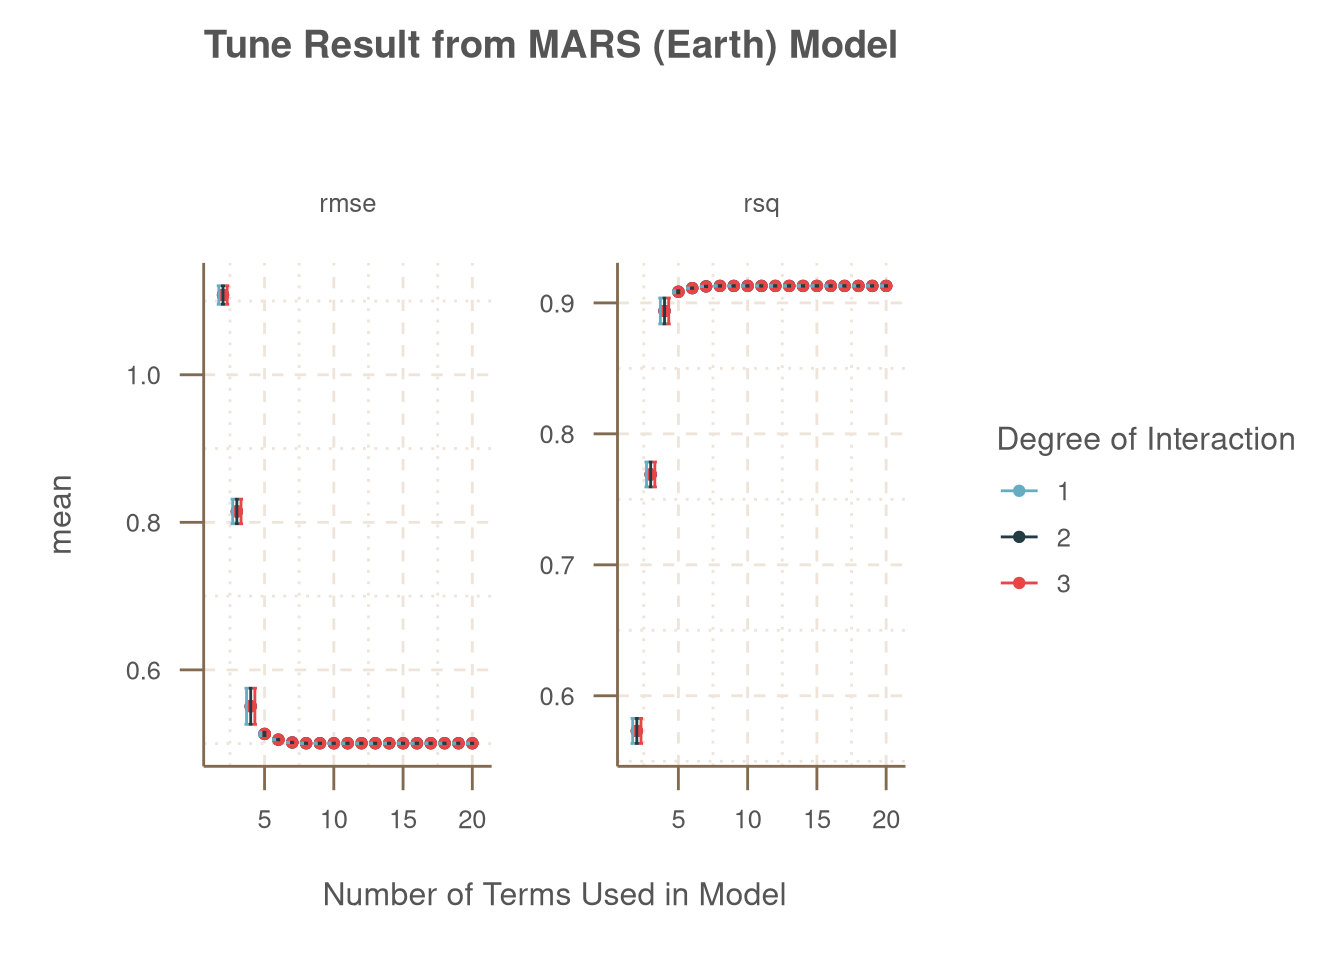 Tune Result from MARS (Earth) Model
rmse
rsq
mean
1.0
0.8
0.6
0.9
0.8
0.7
0.6
5 10 15 20
5 10 15 20
Number of Terms Used in Model
Degree of Interaction
1
2
3